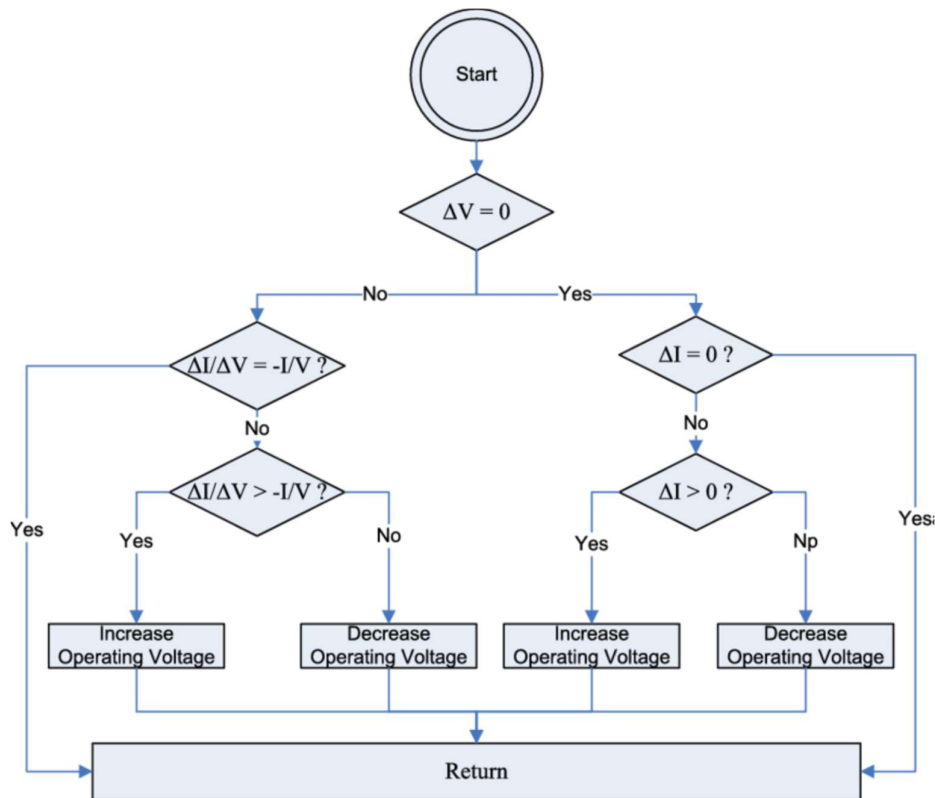 Start
ΔV = 0
No
Yes
ΔI/ΔV = -I/V ?
ΔI = 0 ?
No
No
ΔI/ΔV > -I/V ?
ΔI > 0 ?
Yes
Yes
No
Yes
Np
Yes
Increase
Operating Voltage
Decrease
Operating Voltage
Increase
Operating Voltage
Decrease
Operating Voltage
Return